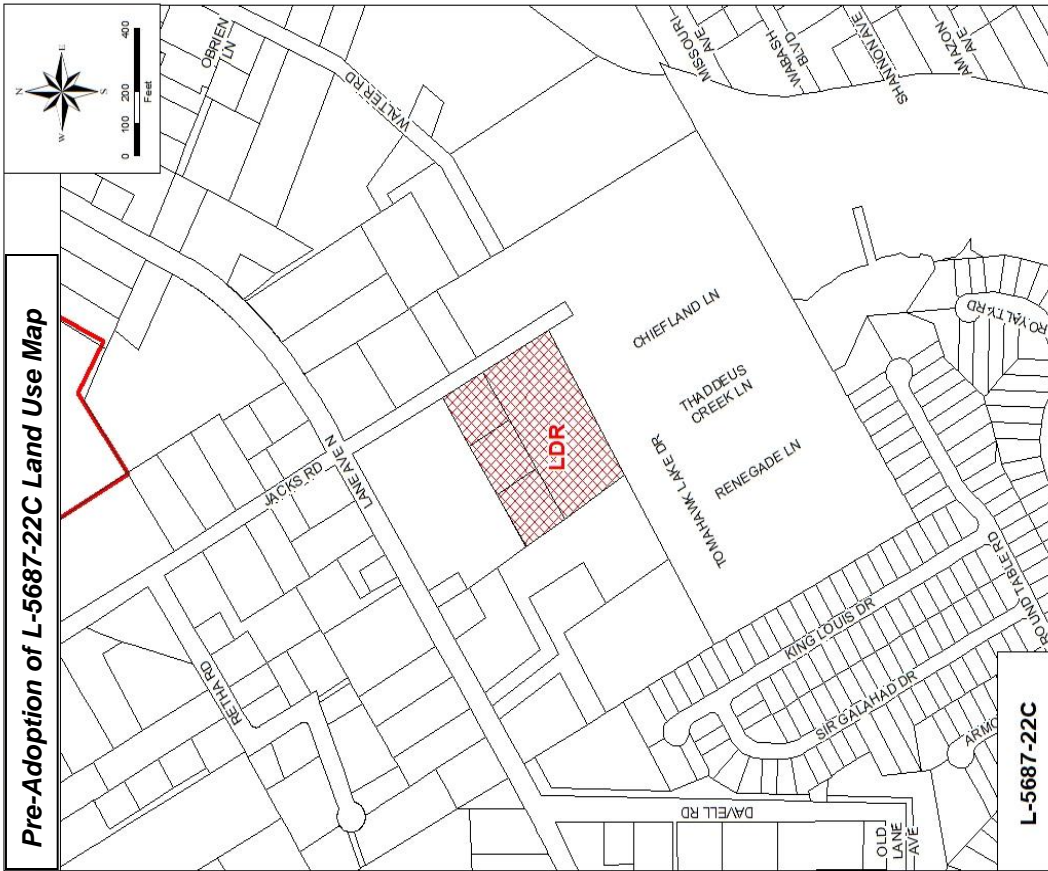 Pre-Adoption of L-5687-22C Land Use Map
N
W
E
S
0
100
200
400
Feet
OBRIEN
LN
WALTER RD
MISSOURI
AVE
WABASH
BLVD
SHANNON AVE
AMAZON
AVE
JACKS RD
LANE AVE N
RETHA RD
LDR
CHIEFLAND LN
THADDEUS
CREEK LN
TOMAHAWK LAKE DR
RENEGADE LN
ROYALTY RD
KING LOUIS DR
SIR GALAHAD DR
ROUND TABLE RD
ARMO
DAVELL RD
OLD
LANE
AVE
L-5687-22C